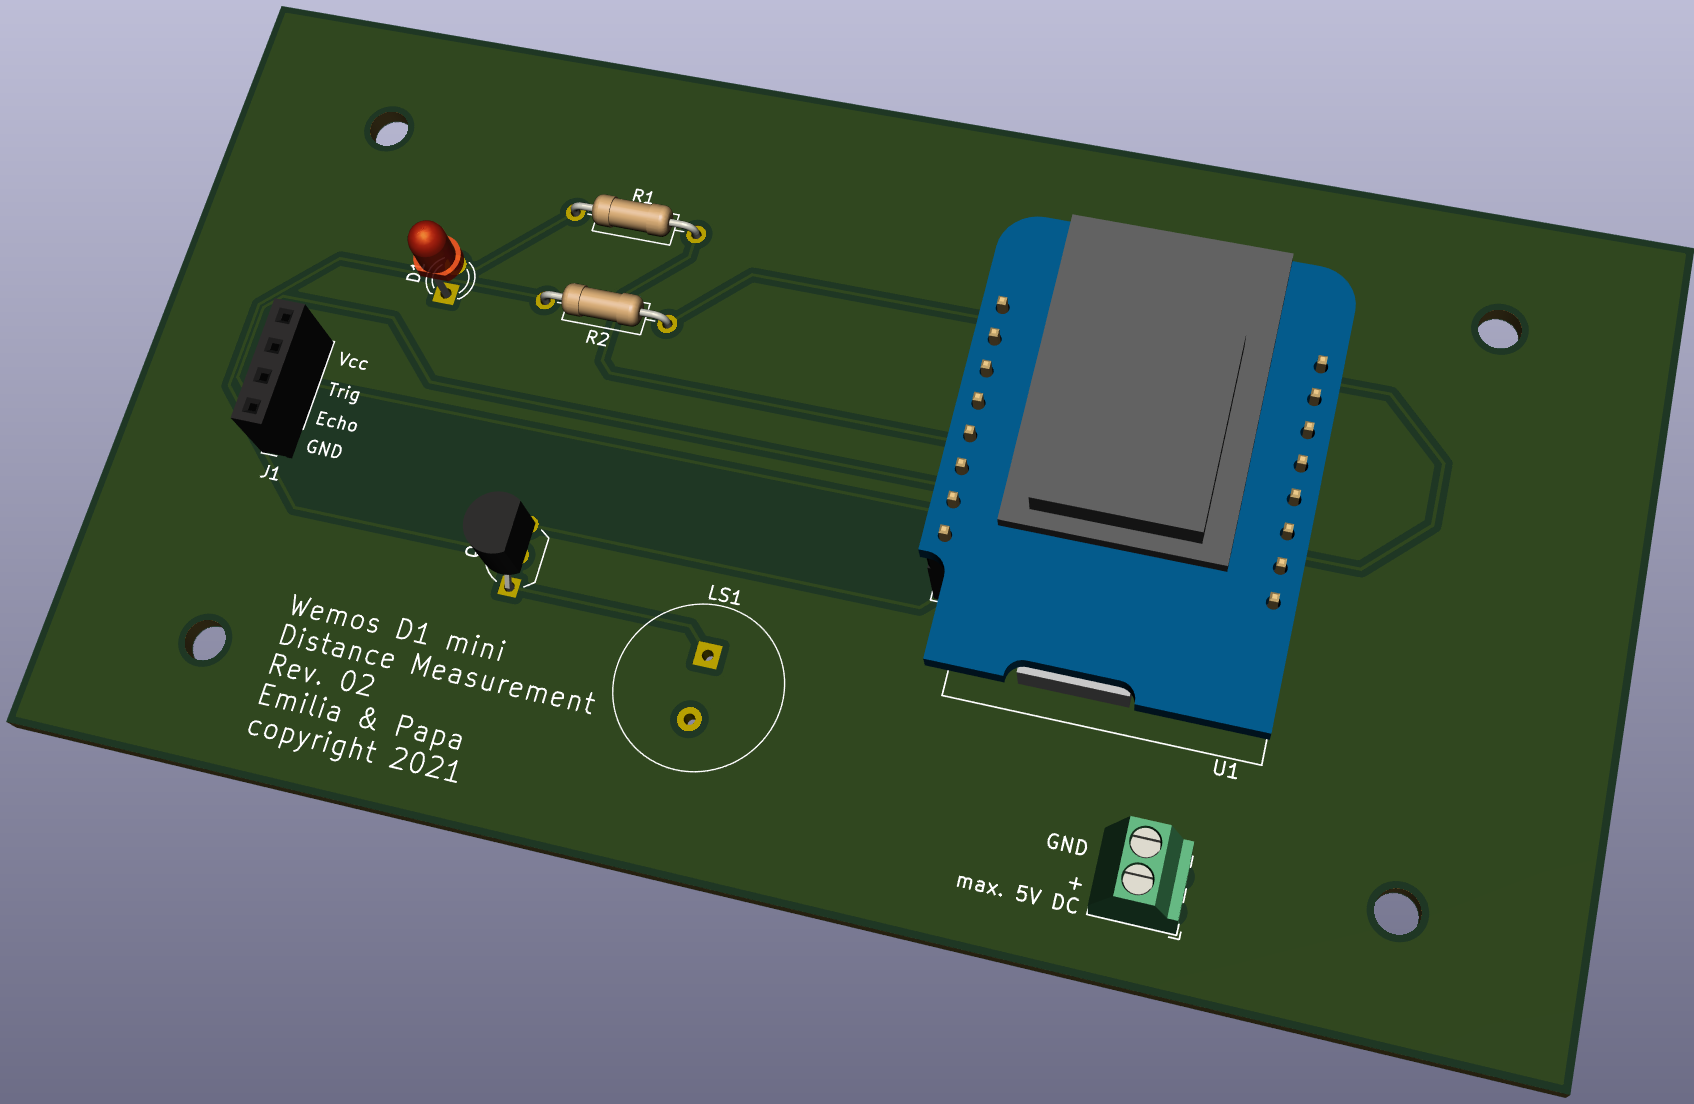 R1
D1
R2
Vcc
Trig
Echo
GND
J1
LS1
Wemos D1 mini
Distance Measurement
Rev. 02
Emilia & Papa
copyright 2021
U1
GND
+
max. 5V DC